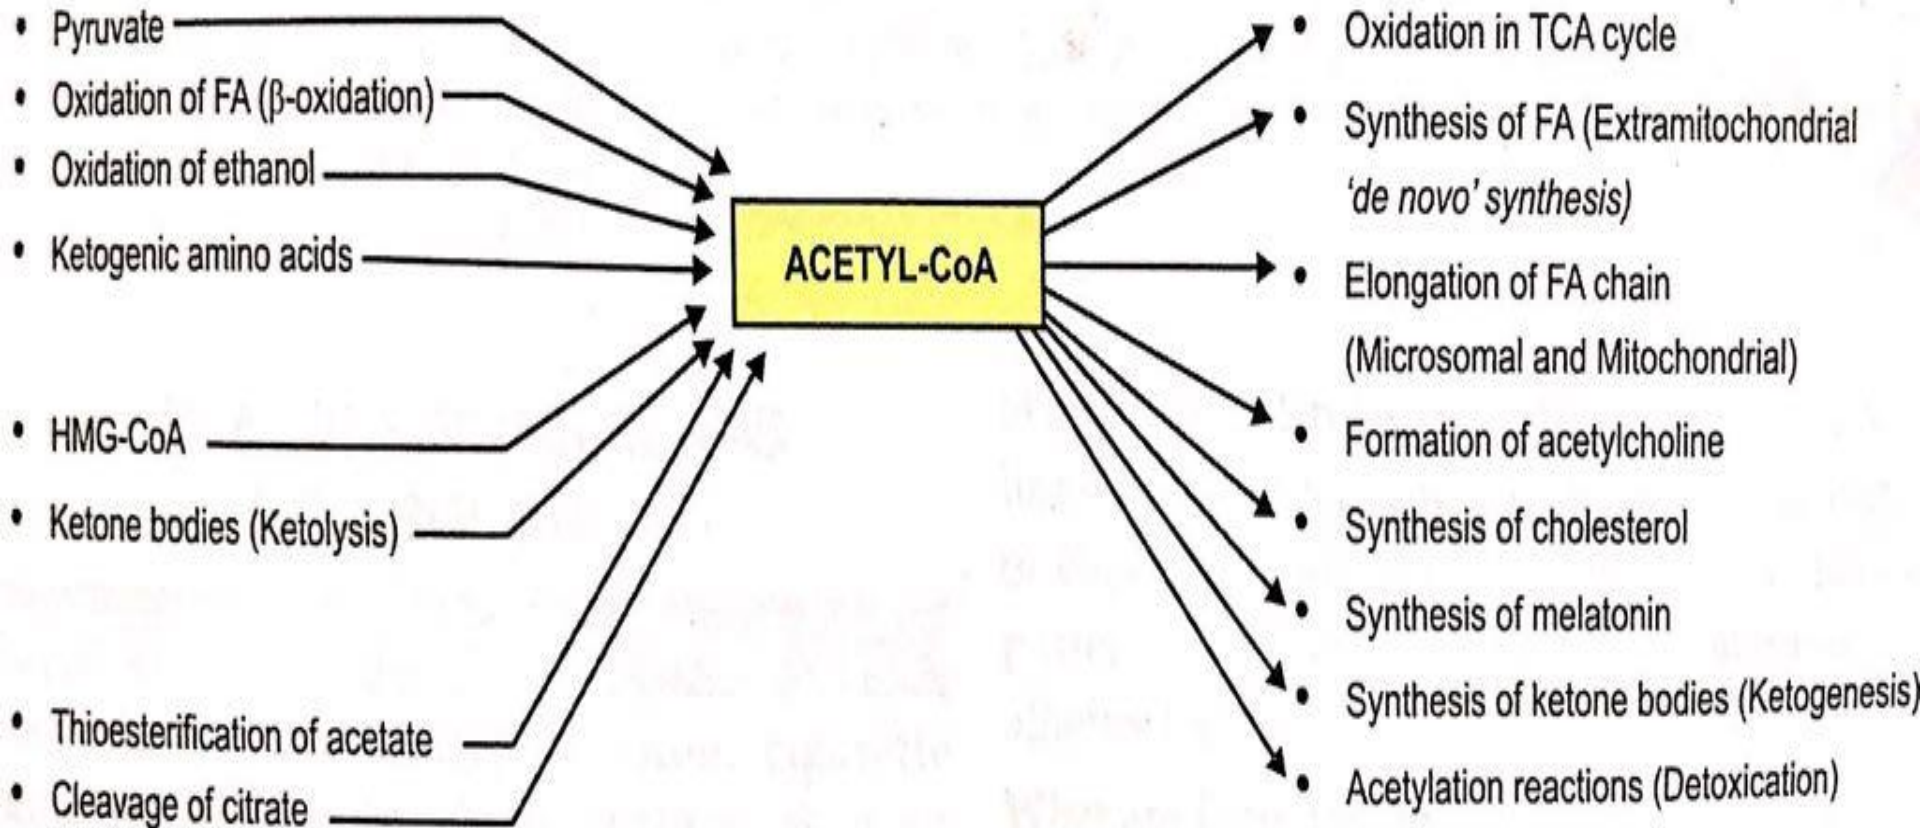 • Pyruvate
• Oxidation of FA (β-oxidation)
• Oxidation of ethanol
• Ketogenic amino acids
• HMG-CoA
• Ketone bodies (Ketolysis)
• Thioesterification of acetate
• Cleavage of citrate
ACETYL-CoA
• Oxidation in TCA cycle
• Synthesis of FA (Extramitochondrial
‘de novo’ synthesis)
• Elongation of FA chain
(Microsomal and Mitochondrial)
• Formation of acetylcholine
• Synthesis of cholesterol
• Synthesis of melatonin
• Synthesis of ketone bodies (Ketogenesis)
• Acetylation reactions (Detoxication)